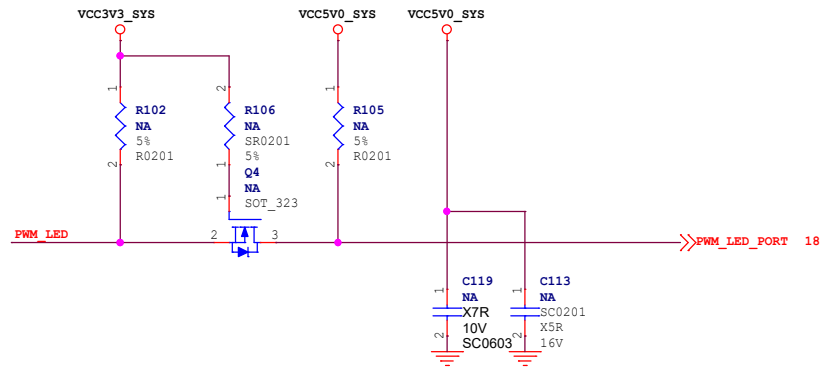 VCC3V3_SYS
VCC5V0_SYS
VCC5V0_SYS
1
R102
NA
5%
R0201
2
2
R106
NA
SR0201
5%
1
1
R105
NA
5%
R0201
2
Q4
NA
SOT_323
1
2
3
PWM_LED
PWM_LED_PORT 18
1
C119
NA
X7R
10V
SC0603
2
1
C113
NA
SC0201
X5R
16V
2